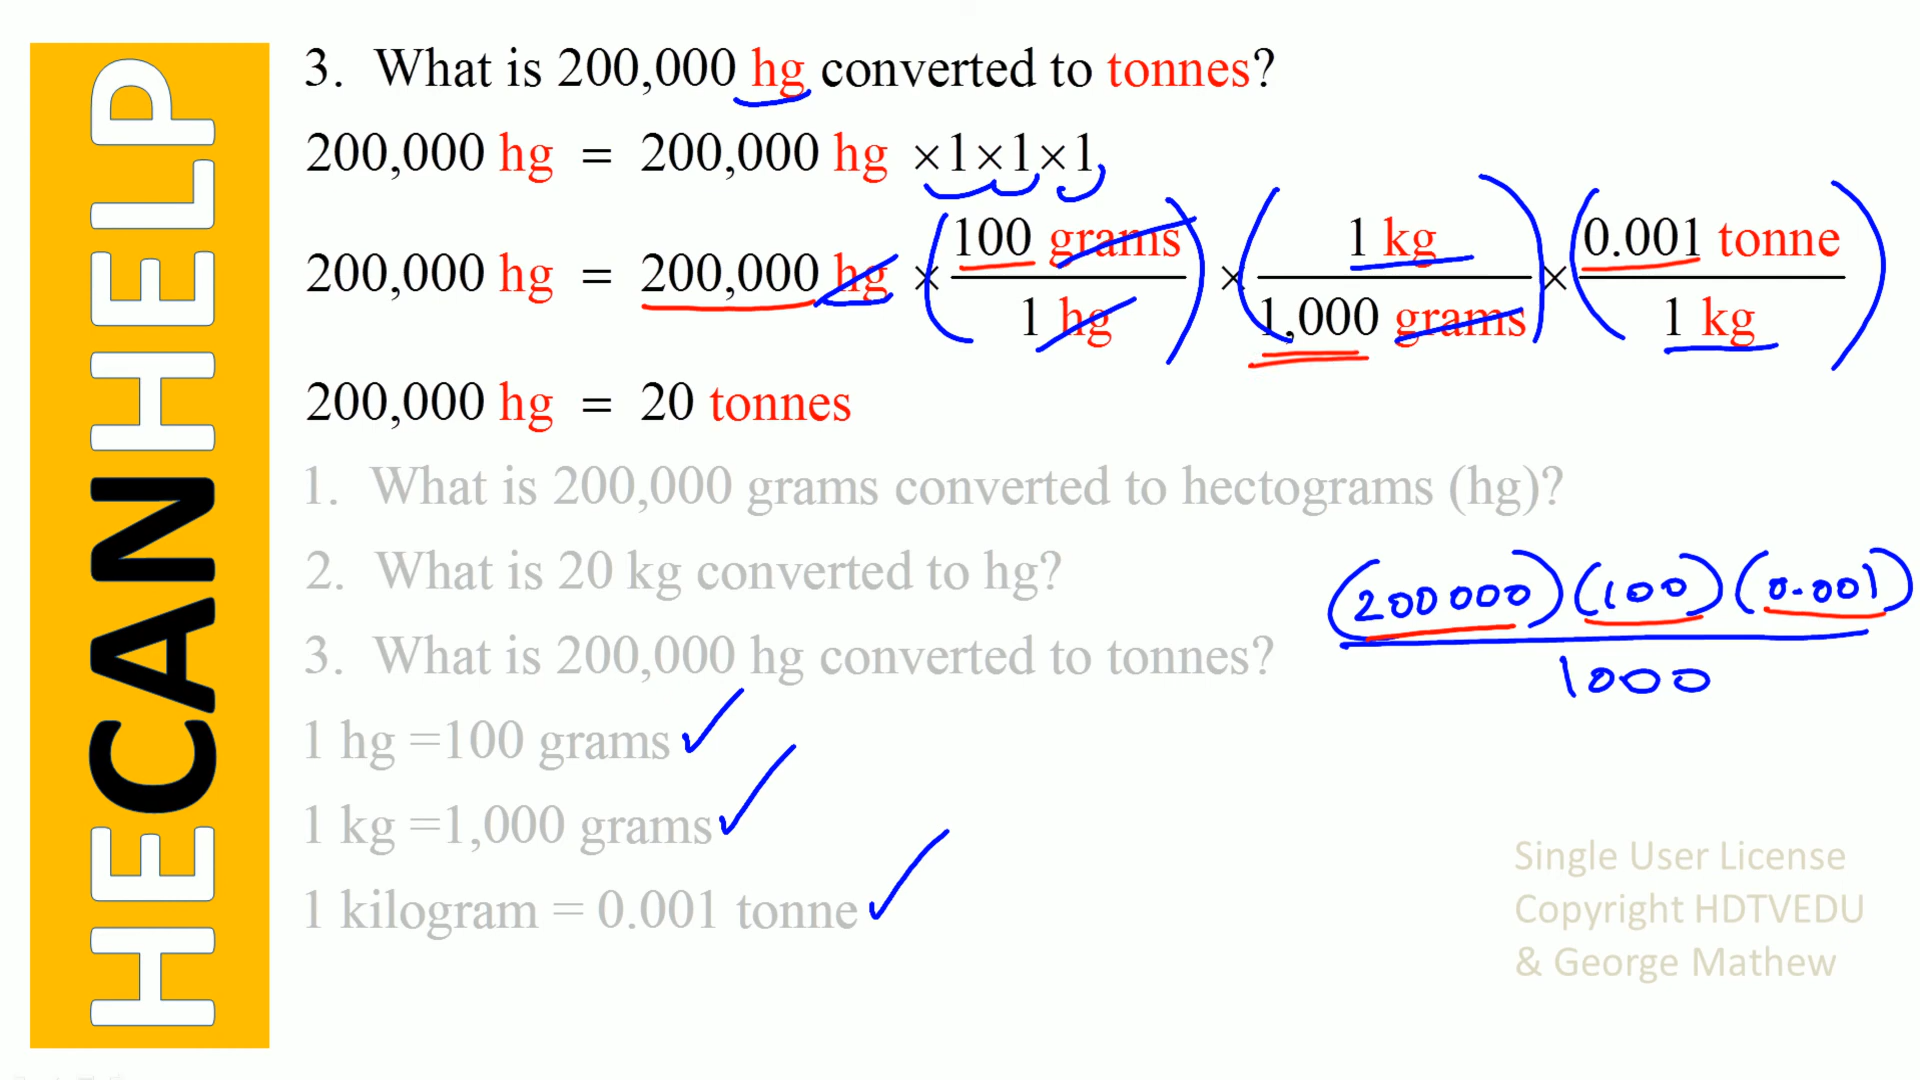 HECANHELP
3. What is 200,000 hg converted to tonnes?
200,000 hg = 200,000 hg ×1×1×1
200,000 hg = 200,000 hg × 100 grams / 1 hg × 1 kg / 1,000 grams × 0.001 tonne / 1 kg
200,000 hg = 20 tonnes
1. What is 200,000 grams converted to hectograms (hg)?
2. What is 20 kg converted to hg?
(200000)(100)(0.001)
3. What is 200,000 hg converted to tonnes?
1000
1 hg =100 grams
1 kg =1,000 grams
1 kilogram = 0.001 tonne
Single User License
Copyright HDTVEDU
& George Mathew